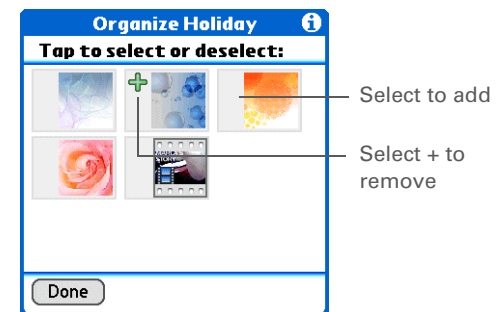 Organize Holiday
Tap to select or deselect:
Select to add
Select + to
remove
Done